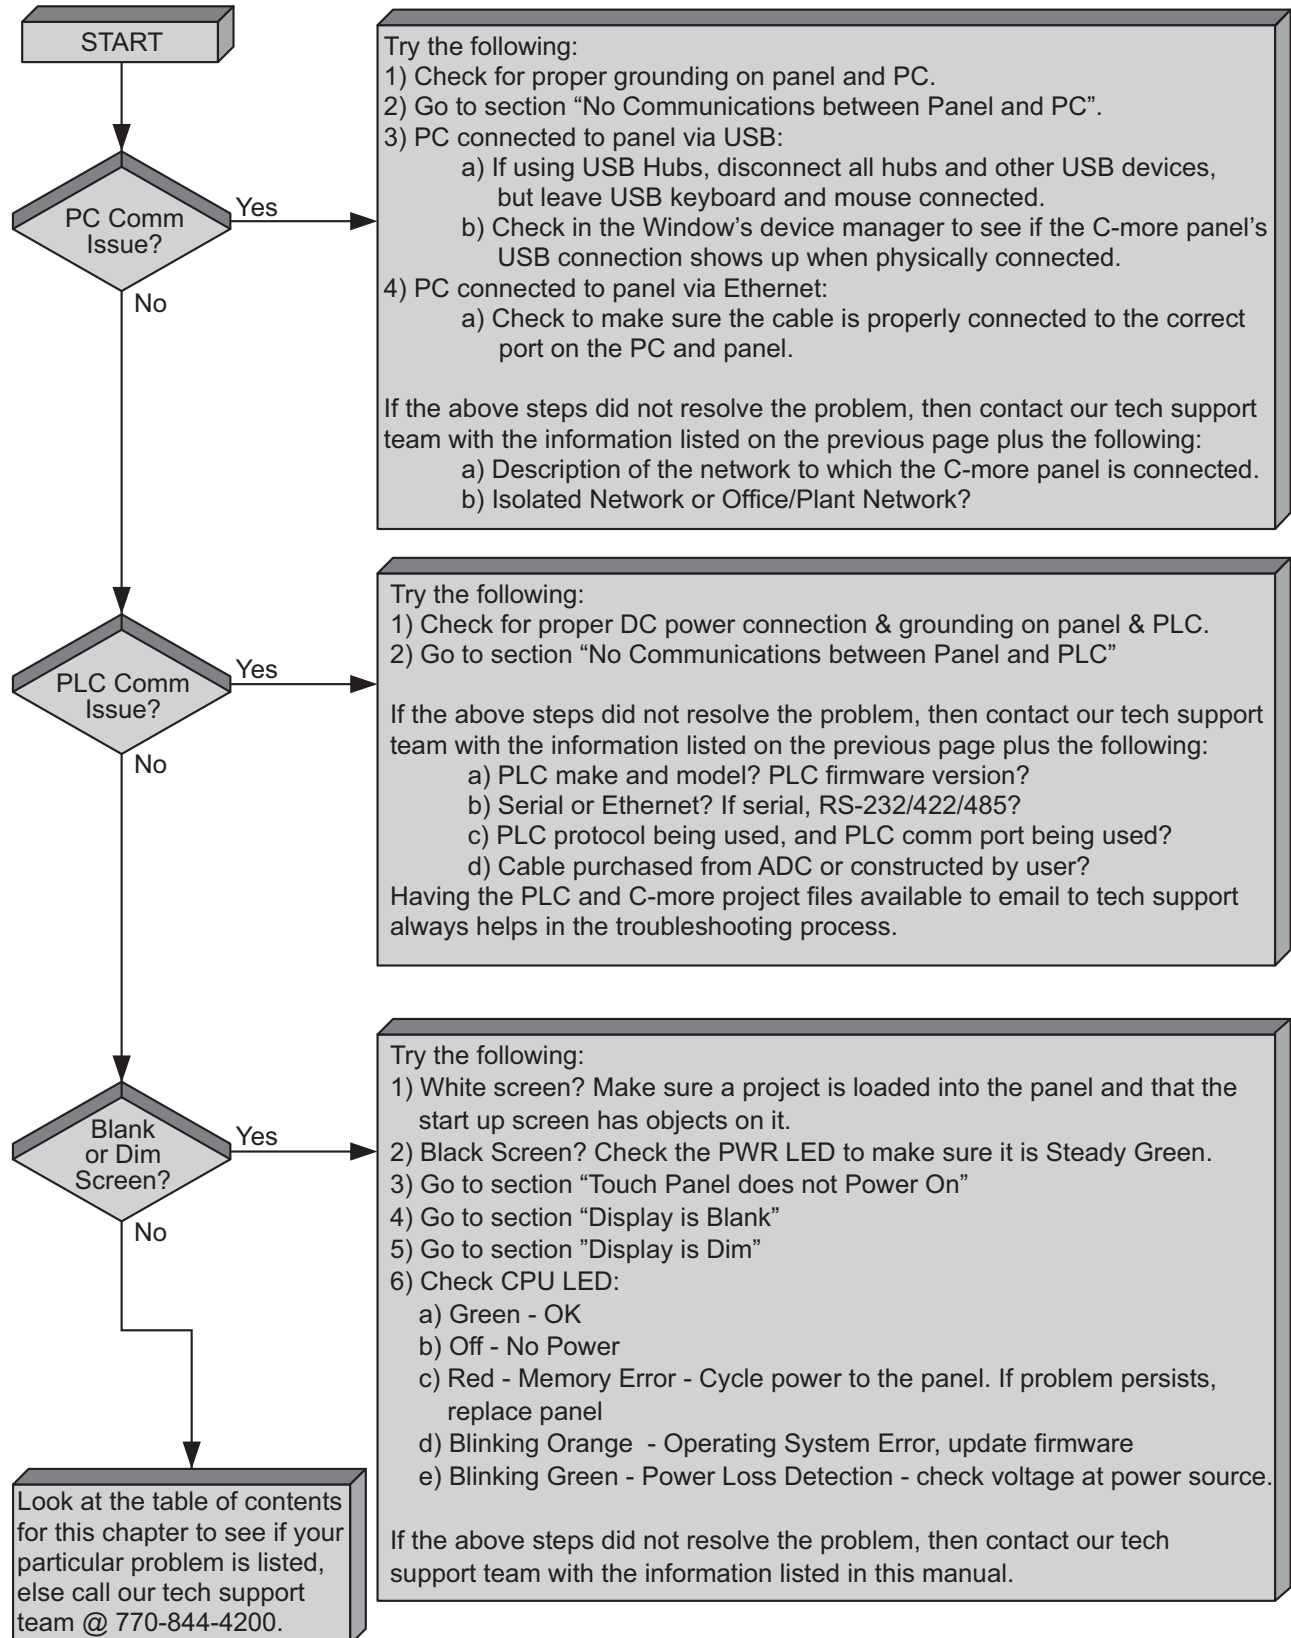 START
PC Comm
Issue?
Yes
No
Try the following:
1) Check for proper grounding on panel and PC.
2) Go to section “No Communications between Panel and PC”.
3) PC connected to panel via USB:
a) If using USB Hubs, disconnect all hubs and other USB devices,
but leave USB keyboard and mouse connected.
b) Check in the Window’s device manager to see if the C-more panel’s
USB connection shows up when physically connected.
4) PC connected to panel via Ethernet:
a) Check to make sure the cable is properly connected to the correct
port on the PC and panel.
If the above steps did not resolve the problem, then contact our tech support
team with the information listed on the previous page plus the following:
a) Description of the network to which the C-more panel is connected.
b) Isolated Network or Office/Plant Network?
PLC Comm
Issue?
Yes
No
Try the following:
1) Check for proper DC power connection & grounding on panel & PLC.
2) Go to section “No Communications between Panel and PLC”
If the above steps did not resolve the problem, then contact our tech support
team with the information listed on the previous page plus the following:
a) PLC make and model? PLC firmware version?
b) Serial or Ethernet? If serial, RS-232/422/485?
c) PLC protocol being used, and PLC comm port being used?
d) Cable purchased from ADC or constructed by user?
Having the PLC and C-more project files available to email to tech support
always helps in the troubleshooting process.
Blank
or Dim
Screen?
Yes
No
Try the following:
1) White screen? Make sure a project is loaded into the panel and that the
start up screen has objects on it.
2) Black Screen? Check the PWR LED to make sure it is Steady Green.
3) Go to section “Touch Panel does not Power On”
4) Go to section “Display is Blank”
5) Go to section ”Display is Dim”
6) Check CPU LED:
a) Green - OK
b) Off - No Power
c) Red - Memory Error - Cycle power to the panel. If problem persists,
replace panel
d) Blinking Orange  - Operating System Error, update firmware
e) Blinking Green - Power Loss Detection - check voltage at power source.
If the above steps did not resolve the problem, then contact our tech
support team with the information listed in this manual.
Look at the table of contents
for this chapter to see if your
particular problem is listed,
else call our tech support
team @ 770-844-4200.